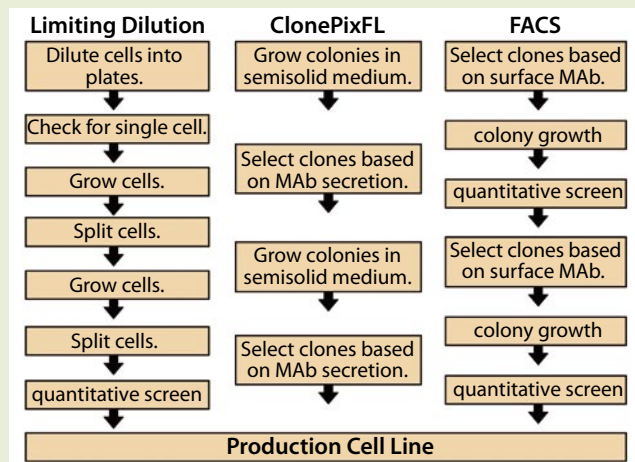 Limiting Dilution
Dilute cells into
plates.
Check for single cell.
Grow cells.
Split cells.
Grow cells.
Split cells.
quantitative screen
ClonePixFL
Grow colonies in
semisolid medium.
Select clones based
on MAb secretion.
Grow colonies in
semisolid medium.
Select clones based
on MAb secretion.
FACS
Select clones based
on surface MAb.
colony growth
quantitative screen
Select clones based
on surface MAb.
colony growth
quantitative screen
Production Cell Line